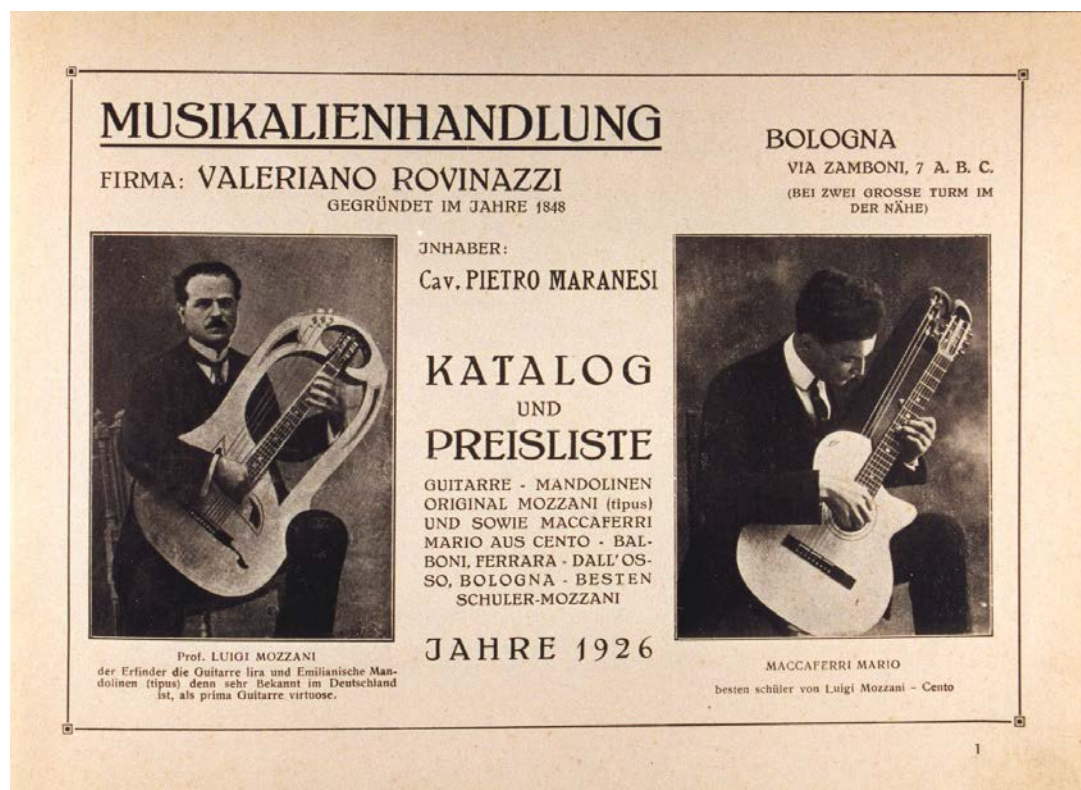 MUSIKALIENHANDLUNG
FIRMA: VALERIANO ROVINAZZI
GEGRÜNDET IM JAHRE 1848
BOLOGNA
VIA ZAMBONI, 7 A. B. C.
(BEI ZWEI GROSSE TURM IM
DER NÄHE)
JNHABER:
Cav. PIETRO MARANESI
KATALOG
UND
PREISLISTE
GUITARRE - MANDOLINEN
ORIGINAL MOZZANI (tipus)
UND SOWIE MACCAFERRI
MARIO AUS CENTO - BAL-
BONI, FERRARA - DALL'OS-
SO, BOLOGNA - BESTEN
SCHULER-MOZZANI
JAHRE 1926
Prof. LUIGI MOZZANI
der Erfinder die Guitarre lira und Emilianische Man-
dolinen (tipus) denn sehr Bekannt im Deutschland
ist, als prima Guitarre virtuose.
MACCAFERRI MARIO
besten schüler von Luigi Mozzani - Cento
1